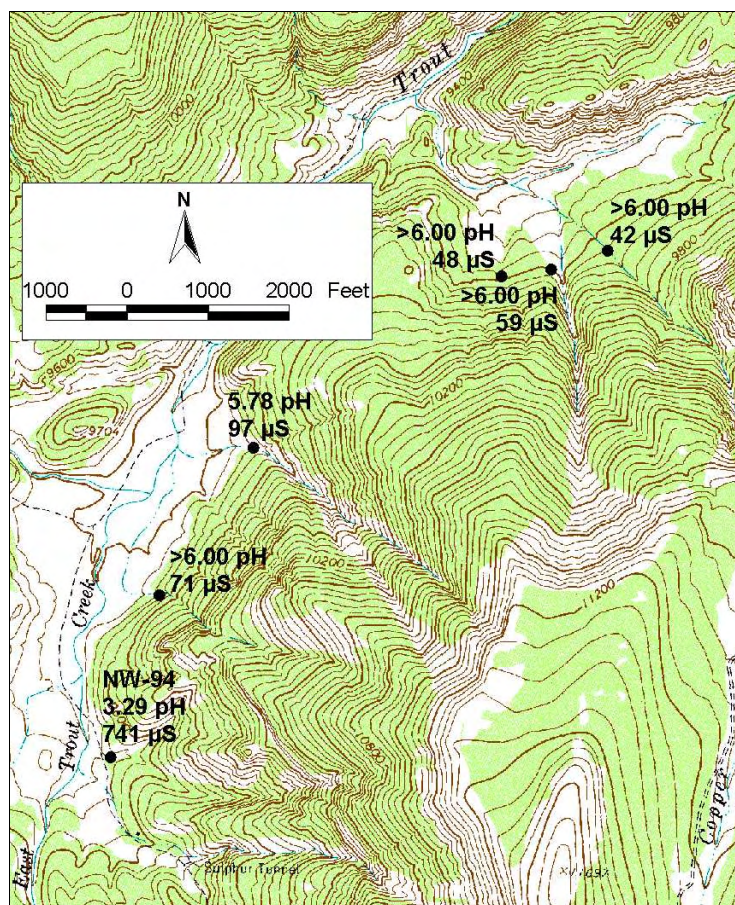 Trout
9400
N
1000 0 1000 2000 Feet
>6.00 pH
48 µS
>6.00 pH
59 µS
>6.00 pH
42 µS
9800
9600
9704
5.78 pH
97 µS
10200
>6.00 pH
71 µS
10200
11200
Creek
NW-94
3.29 pH
741 µS
Trout
East
Sulphur Tunnel
Copper